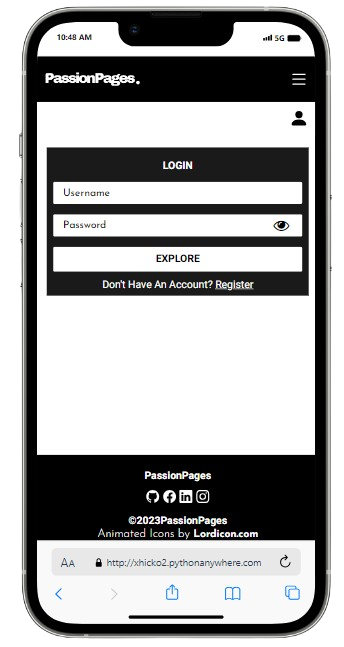 10:48 AM
5G
PassionPages.
LOGIN
Username
Password
EXPLORE
Don't Have An Account? Register
PassionPages
©2023PassionPages
Animated Icons by Lordicon.com
AA
http://xhicko2.pythonanywhere.com